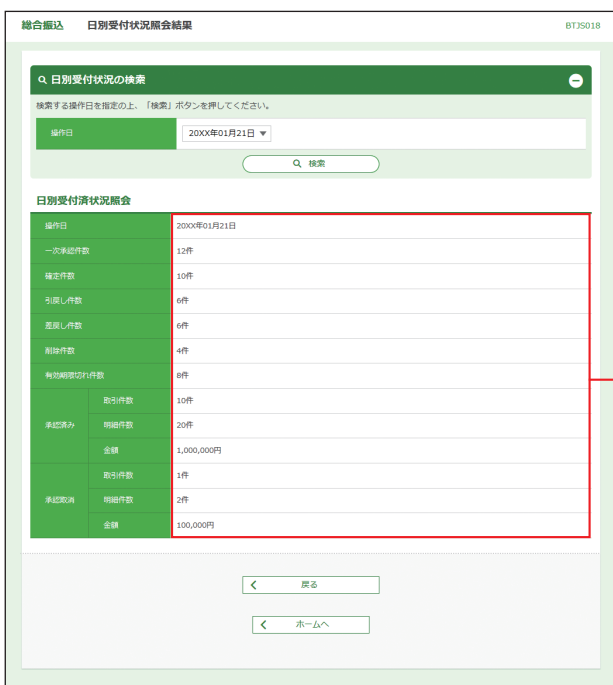 総合振込 日別受付状況照会結果 BTJS018
日別受付状況の検索
検索する操作日を指定の上、「検索」ボタンを押してください。
操作日 20XX年01月21日 ▼
検索
日別受付済状況照会
操作日 20XX年01月21日
一次承認件数 12件
確定件数 10件
引戻し件数 6件
差戻し件数 6件
削除件数 4件
有効期限切れ件数 8件
承認済み 取引件数 10件
明細件数 20件
金額 1,000,000円
承認取消 取引件数 1件
明細件数 2件
金額 100,000円
戻る
ホームへ